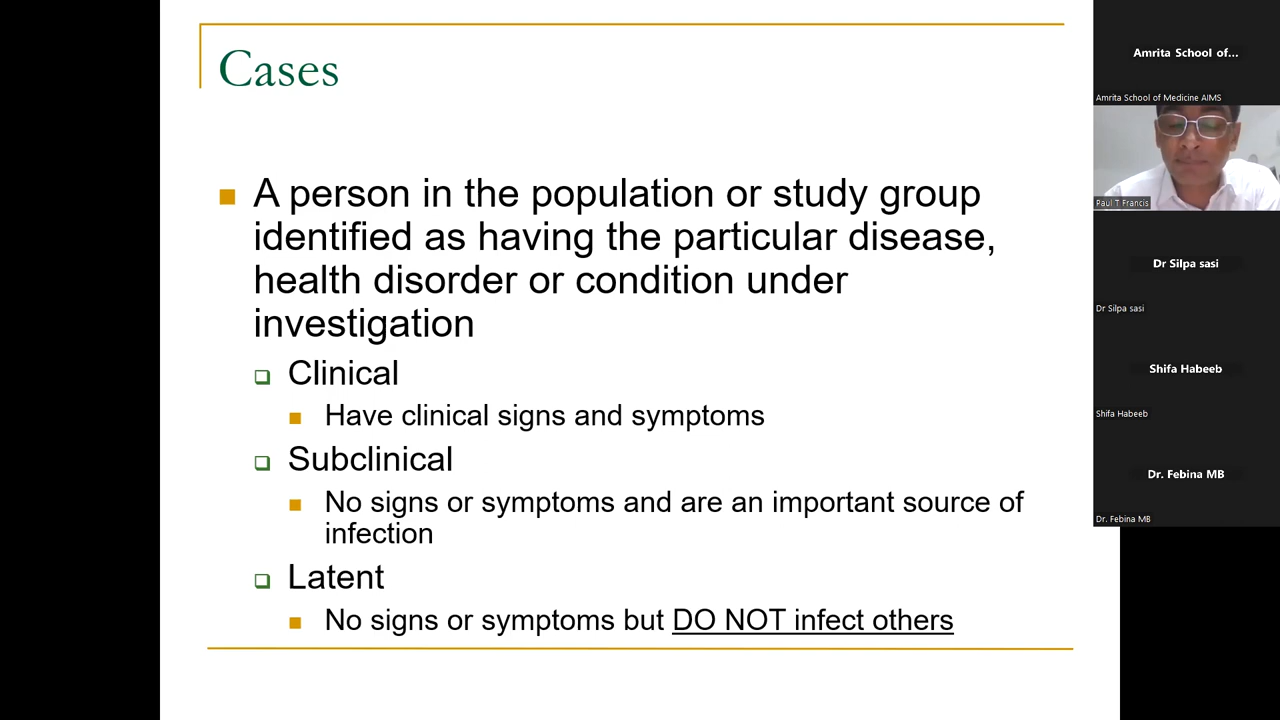 Cases
A person in the population or study group
identified as having the particular disease,
health disorder or condition under
investigation
Clinical
Have clinical signs and symptoms
Subclinical
No signs or symptoms and are an important source of
infection
Latent
No signs or symptoms but DO NOT infect others
Amrita School of...
Amrita School of Medicine AIMS
Paul T Francis
Dr Silpa sasi
Dr Silpa sasi
Shifa Habeeb
Shifa Habeeb
Dr. Febina MB
Dr. Febina MB